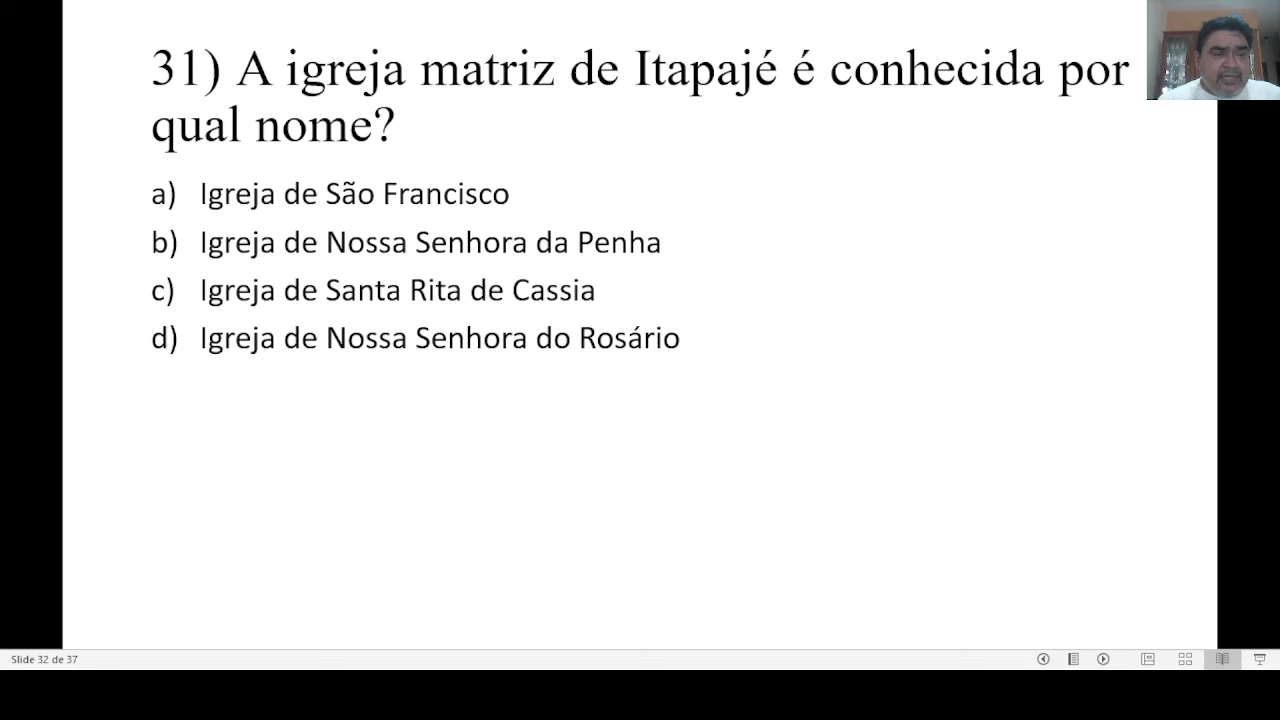 31) A igreja matriz de Itapajé é conhecida por
qual nome?
a) Igreja de São Francisco
b) Igreja de Nossa Senhora da Penha
c) Igreja de Santa Rita de Cassia
d) Igreja de Nossa Senhora do Rosário
Slide 32 de 37